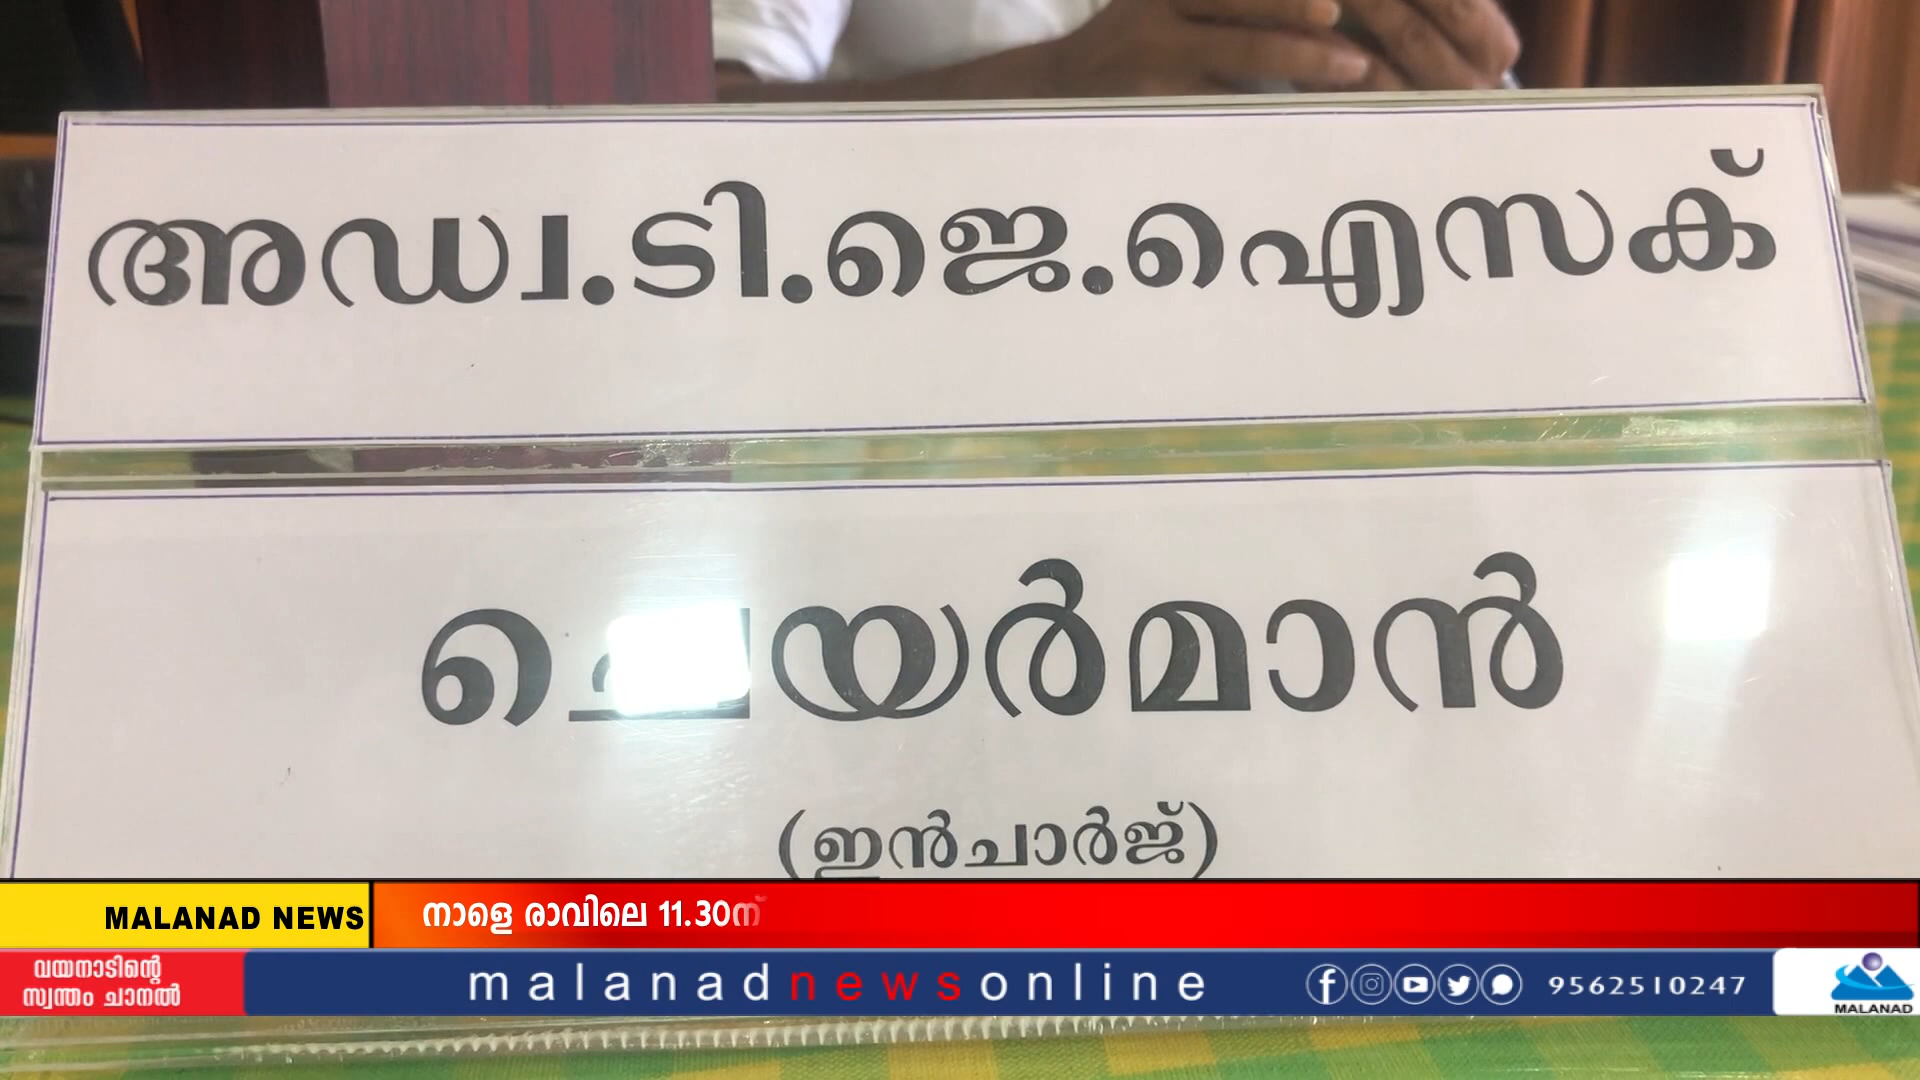 അഡ്വ.ടി.ജെ.ഐസക്
ചെയർമാൻ
(ഇൻചാർജ്)
MALANAD NEWS
നാളെ രാവിലെ 11.30ന്
വയനാടിന്റെ
സ്വന്തം ചാനൽ
malanadnewsonline
9562510247
MALANAD